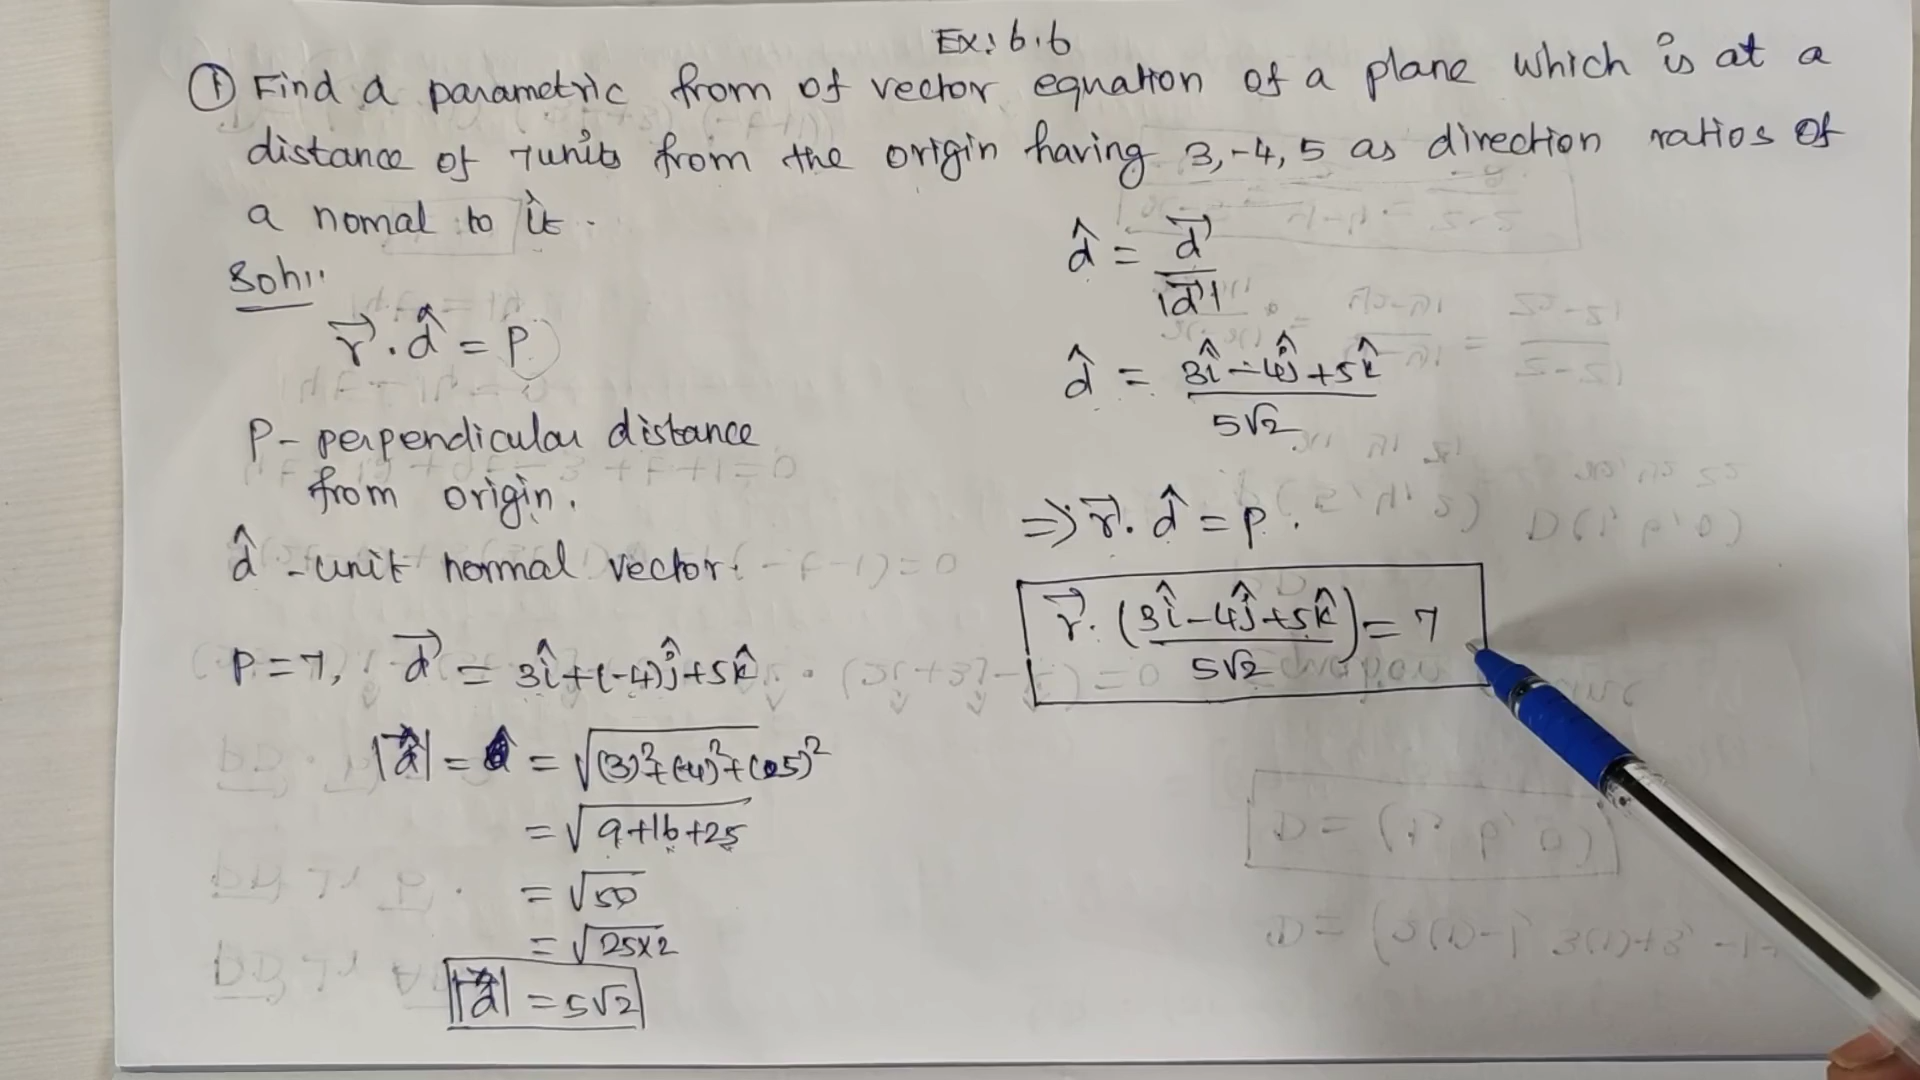 Ex: 6.6
① Find a parametric from of vector equation of a plane which is at a
distance of 7units from the origin having 3,-4, 5 as direction ratios of
a nomal to it.
Soln:
r⃗ . d̂ = P
P - perpendicular distance
from origin.
d̂ - unit normal vector.
P = 7, d⃗ = 3î+(-4)ĵ+5k̂
|d⃗| = = √(3)²+(-4)²+(5)²
= √9+16+25
= √50
= √25×2
|d⃗| = 5√2
d̂ = d⃗ / |d⃗|
d̂ = 3î - 4ĵ + 5k̂ / 5√2
⇒ r⃗ . d̂ = p .
r⃗ . (3î - 4ĵ + 5k̂ / 5√2) = 7